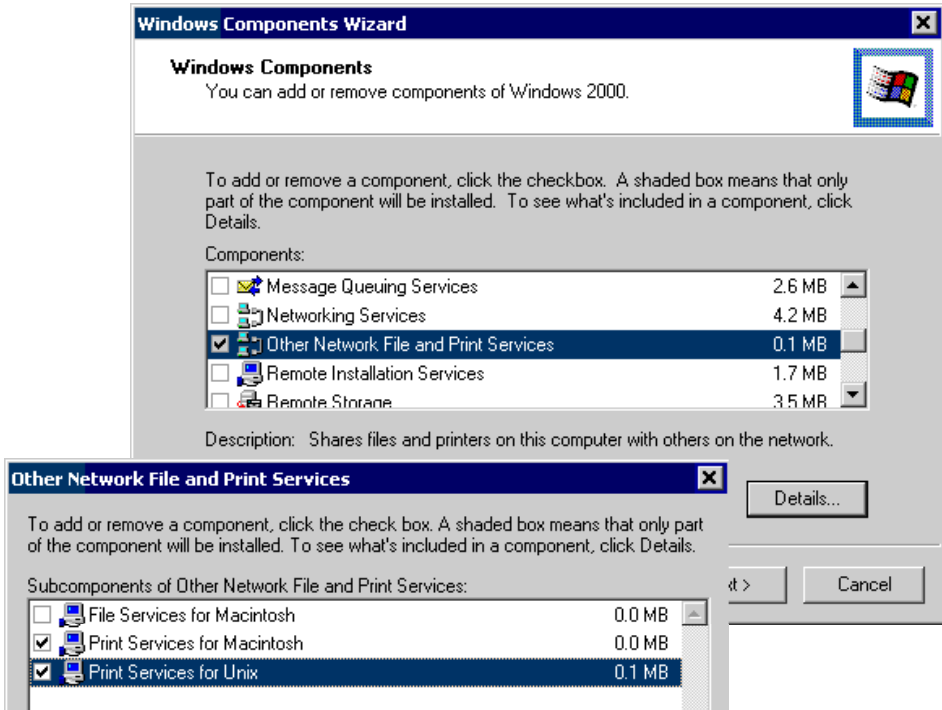 Windows Components Wizard
Windows Components
You can add or remove components of Windows 2000.
To add or remove a component, click the checkbox. A shaded box means that only
part of the component will be installed. To see what's included in a component, click
Details.
Components:
Message Queuing Services 2.6 MB
Networking Services 4.2 MB
Other Network File and Print Services 0.1 MB
Remote Installation Services 1.7 MB
Remote Storage 3.5 MB
Description: Shares files and printers on this computer with others on the network.
Details...
Cancel
Other Network File and Print Services
To add or remove a component, click the check box. A shaded box means that only part
of the component will be installed. To see what's included in a component, click Details.
Subcomponents of Other Network File and Print Services:
File Services for Macintosh 0.0 MB
Print Services for Macintosh 0.0 MB
Print Services for Unix 0.1 MB